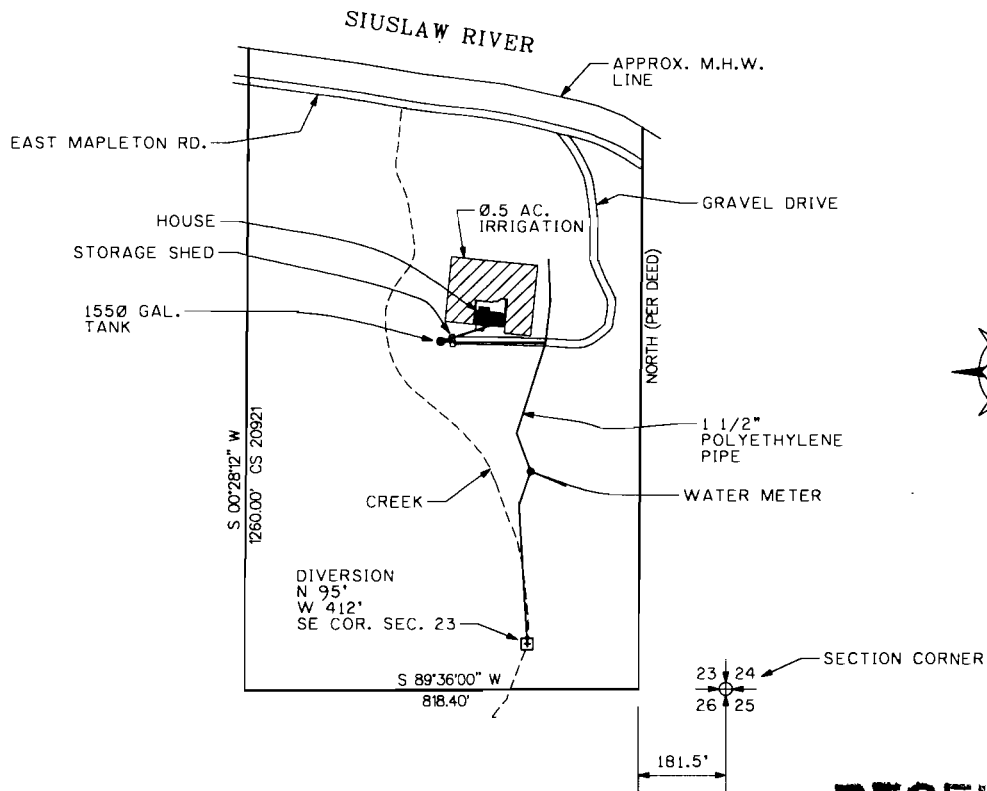 SIUSLAW RIVER
APPROX. M.H.W.
LINE
EAST MAPLETON RD.
GRAVEL DRIVE
0.5 AC.
IRRIGATION
HOUSE
STORAGE SHED
1550 GAL.
TANK
NORTH (PER DEED)
1 1/2"
POLYETHYLENE
PIPE
S 00°28'12" W
1260.00' CS 20921
WATER METER
CREEK
DIVERSION
N 95'
W 412'
SE COR. SEC. 23
SECTION CORNER
23 24
26 25
S 89°36'00" W
818.40'
181.5'